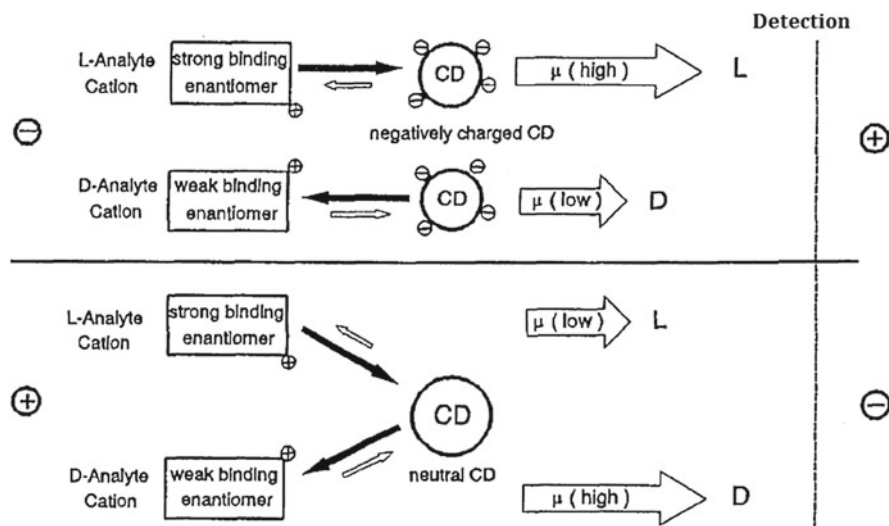 Detection
L-Analyte
Cation
strong binding
enantiomer
⊕
⊖ ⊖ ⊖ ⊖
CD
μ ( high )
L
negatively charged CD
⊖
⊕
D-Analyte
Cation
weak binding
enantiomer
⊕
⊖ ⊖ ⊖ ⊖ ⊖
CD
μ ( low )
D
L-Analyte
Cation
strong binding
enantiomer
⊕
μ ( low )
L
⊕
CD
⊖
neutral CD
D-Analyte
Cation
weak binding
enantiomer
⊕
μ ( high )
D